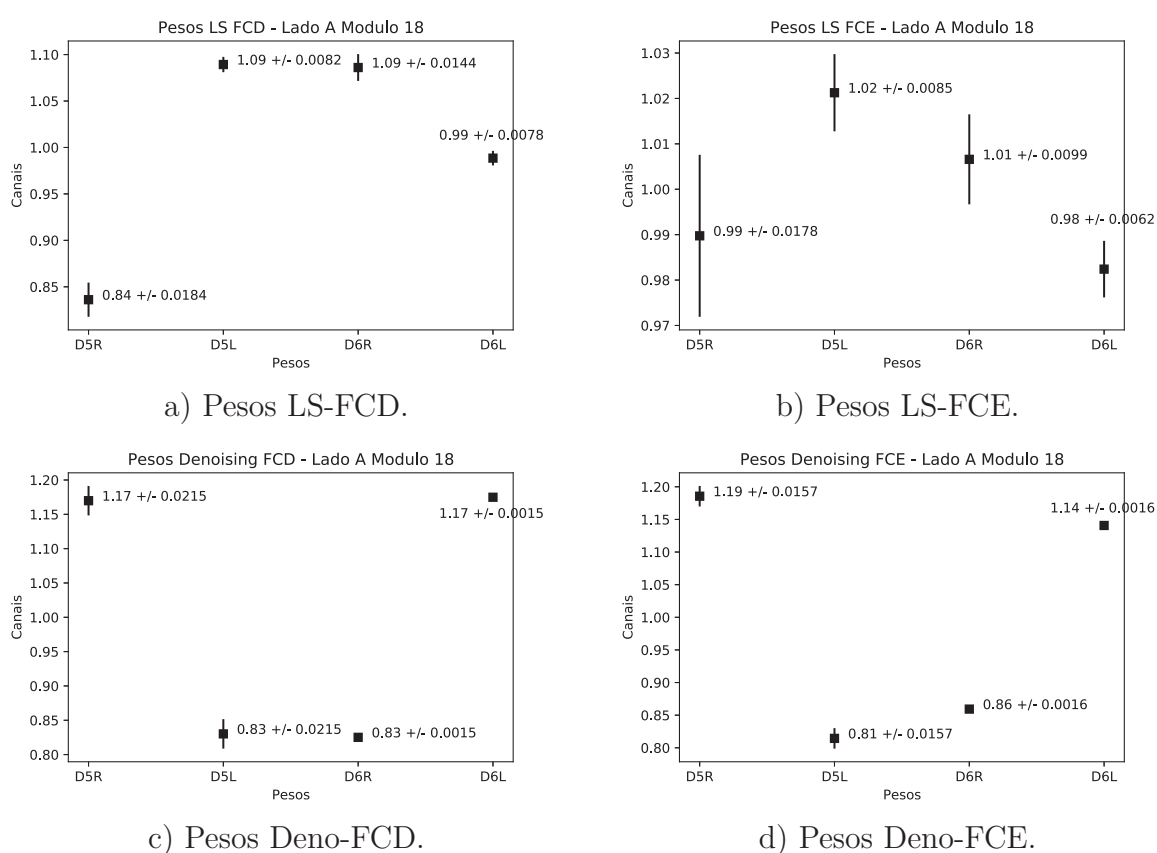 Pesos LS FCD - Lado A Modulo 18
1.10
1.05
1.00
0.95
0.90
0.85
Canais
1.09 +/- 0.0082
1.09 +/- 0.0144
0.99 +/- 0.0078
0.84 +/- 0.0184
D5R D5L D6R D6L
Pesos
a) Pesos LS-FCD.
Pesos LS FCE - Lado A Modulo 18
1.03
1.02
1.01
1.00
0.99
0.98
0.97
Canais
1.02 +/- 0.0085
1.01 +/- 0.0099
0.98 +/- 0.0062
0.99 +/- 0.0178
D5R D5L D6R D6L
Pesos
b) Pesos LS-FCE.
Pesos Denoising FCD - Lado A Modulo 18
1.20
1.15
1.10
1.05
1.00
0.95
0.90
0.85
0.80
Canais
1.17 +/- 0.0215
1.17 +/- 0.0015
0.83 +/- 0.0215
0.83 +/- 0.0015
D5R D5L D6R D6L
Pesos
c) Pesos Deno-FCD.
Pesos Denoising FCE - Lado A Modulo 18
1.20
1.15
1.10
1.05
1.00
0.95
0.90
0.85
0.80
Canais
1.19 +/- 0.0157
1.14 +/- 0.0016
0.86 +/- 0.0016
0.81 +/- 0.0157
D5R D5L D6R D6L
Pesos
d) Pesos Deno-FCE.